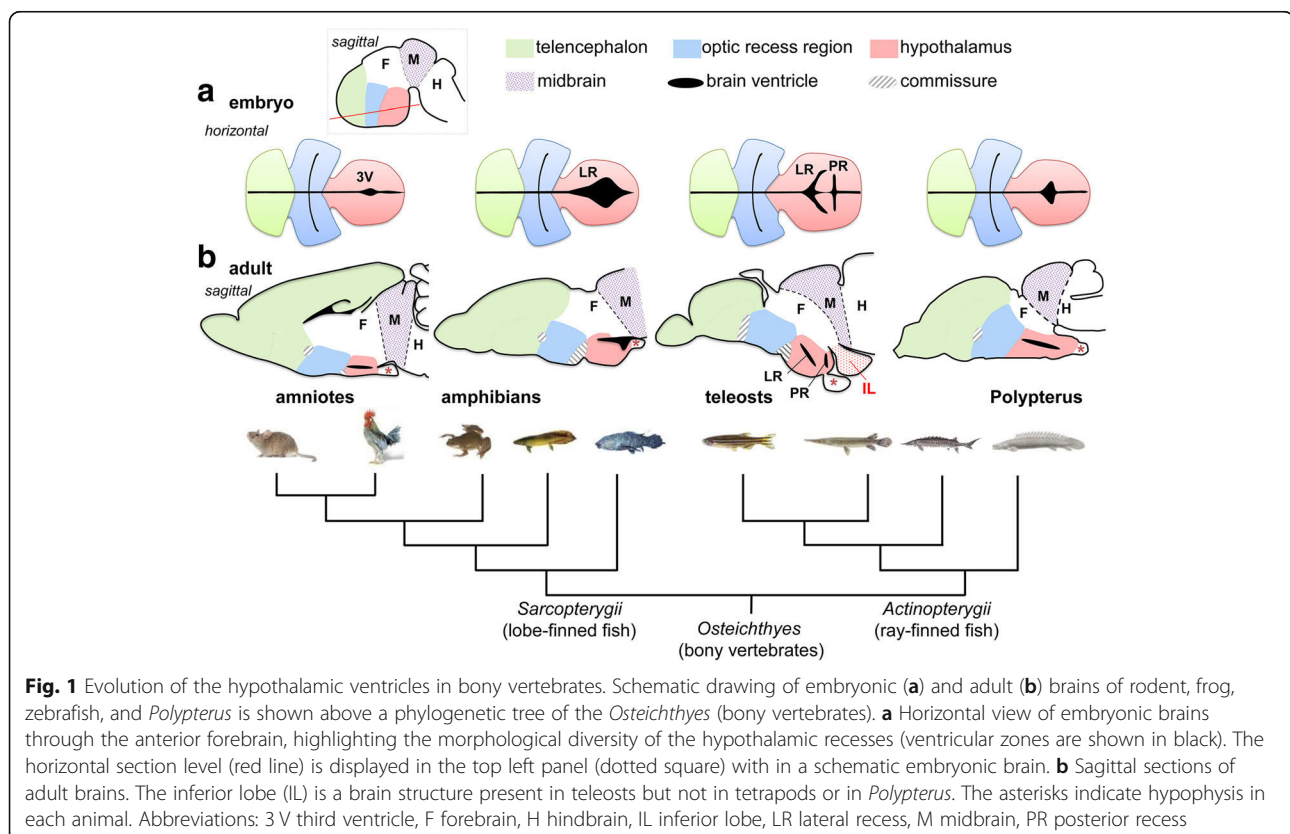 sagittal
F
M
H
telencephalon
optic recess region
hypothalamus
midbrain
brain ventricle
commissure
a embryo
horizontal
3V
LR
LR
PR
b adult
sagittal
F
M
H
F
M
*
F
M
H
F
M
H
*
*
LR
PR
*
IL
amniotes
amphibians
teleosts
Polypterus
Sarcopterygii
(lobe-finned fish)
Osteichthyes
(bony vertebrates)
Actinopterygii
(ray-finned fish)
Fig. 1 Evolution of the hypothalamic ventricles in bony vertebrates. Schematic drawing of embryonic (a) and adult (b) brains of rodent, frog,
zebrafish, and Polypterus is shown above a phylogenetic tree of the Osteichthyes (bony vertebrates). a Horizontal view of embryonic brains
through the anterior forebrain, highlighting the morphological diversity of the hypothalamic recesses (ventricular zones are shown in black). The
horizontal section level (red line) is displayed in the top left panel (dotted square) with in a schematic embryonic brain. b Sagittal sections of
adult brains. The inferior lobe (IL) is a brain structure present in teleosts but not in tetrapods or in Polypterus. The asterisks indicate hypophysis in
each animal. Abbreviations: 3 V third ventricle, F forebrain, H hindbrain, IL inferior lobe, LR lateral recess, M midbrain, PR posterior recess